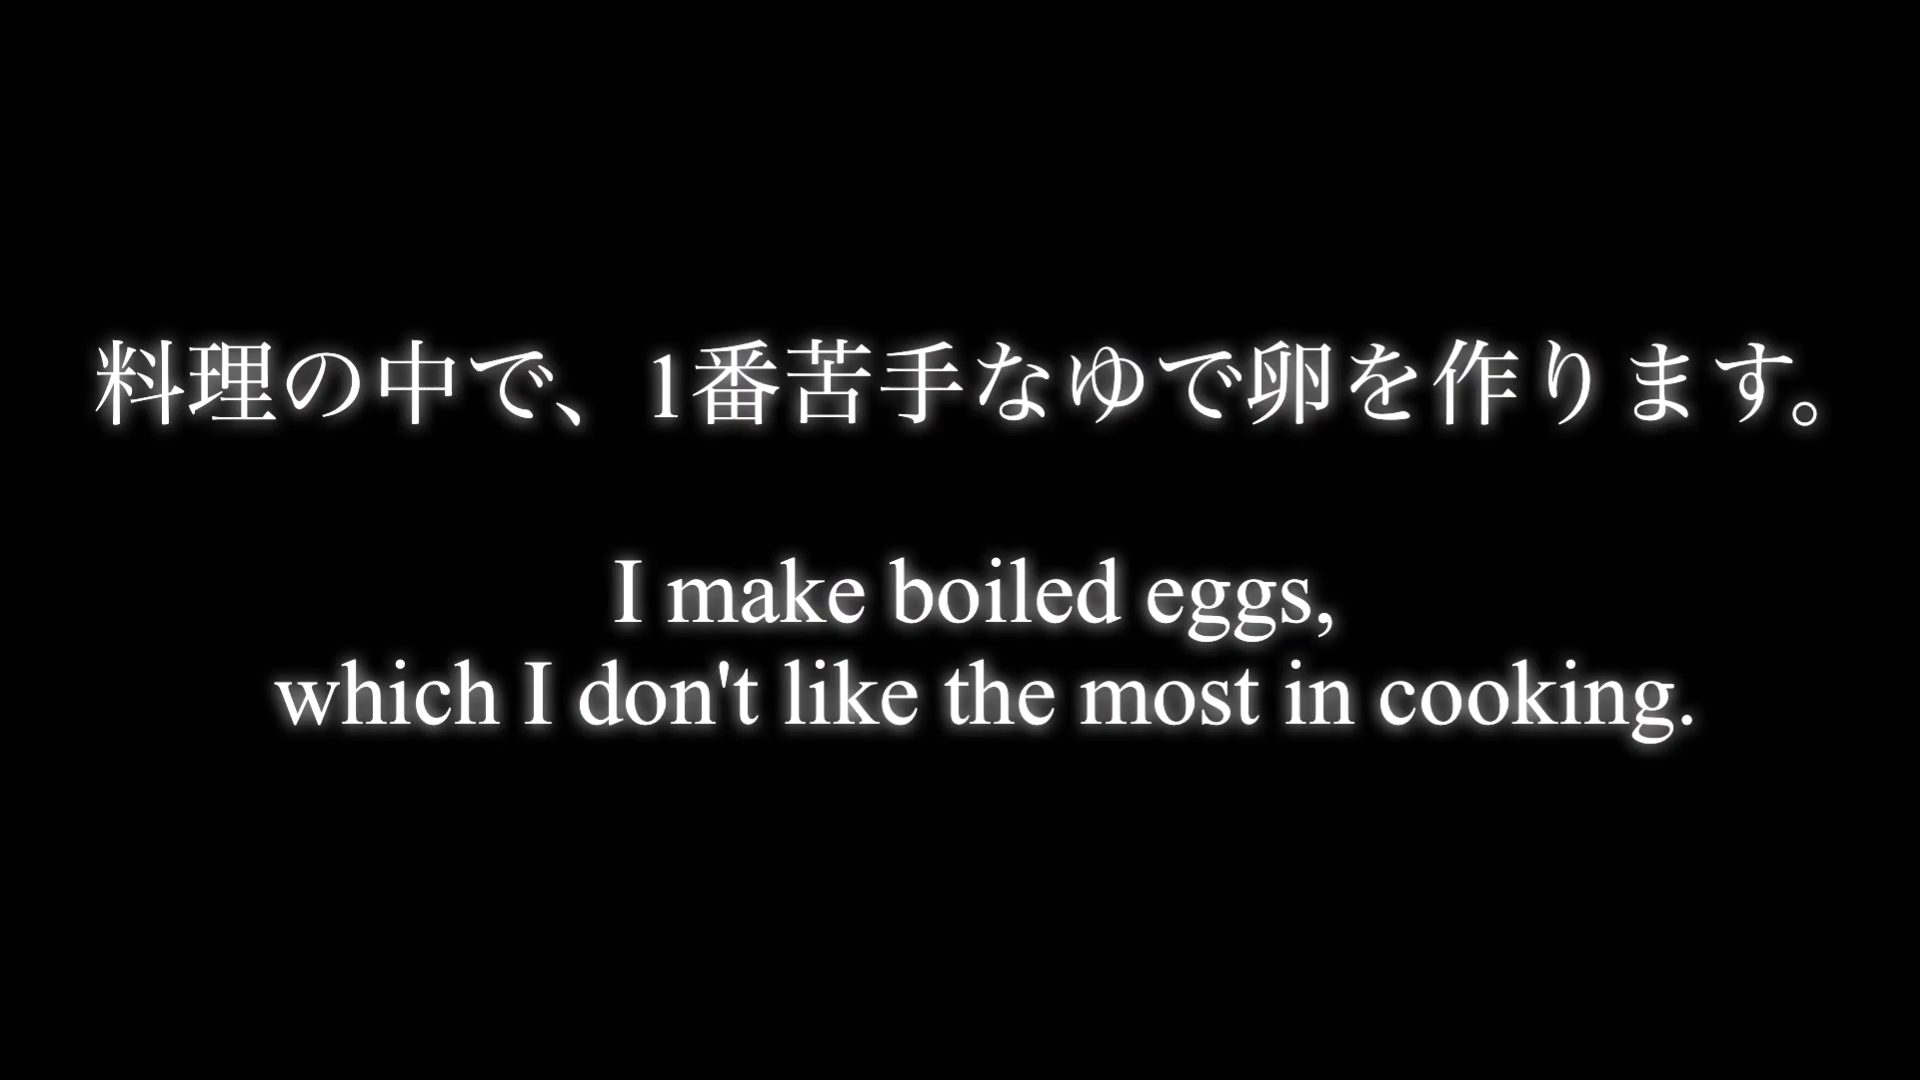 料理の中で、1番苦手なゆで卵を作ります。
I make boiled eggs,
which I don't like the most in cooking.